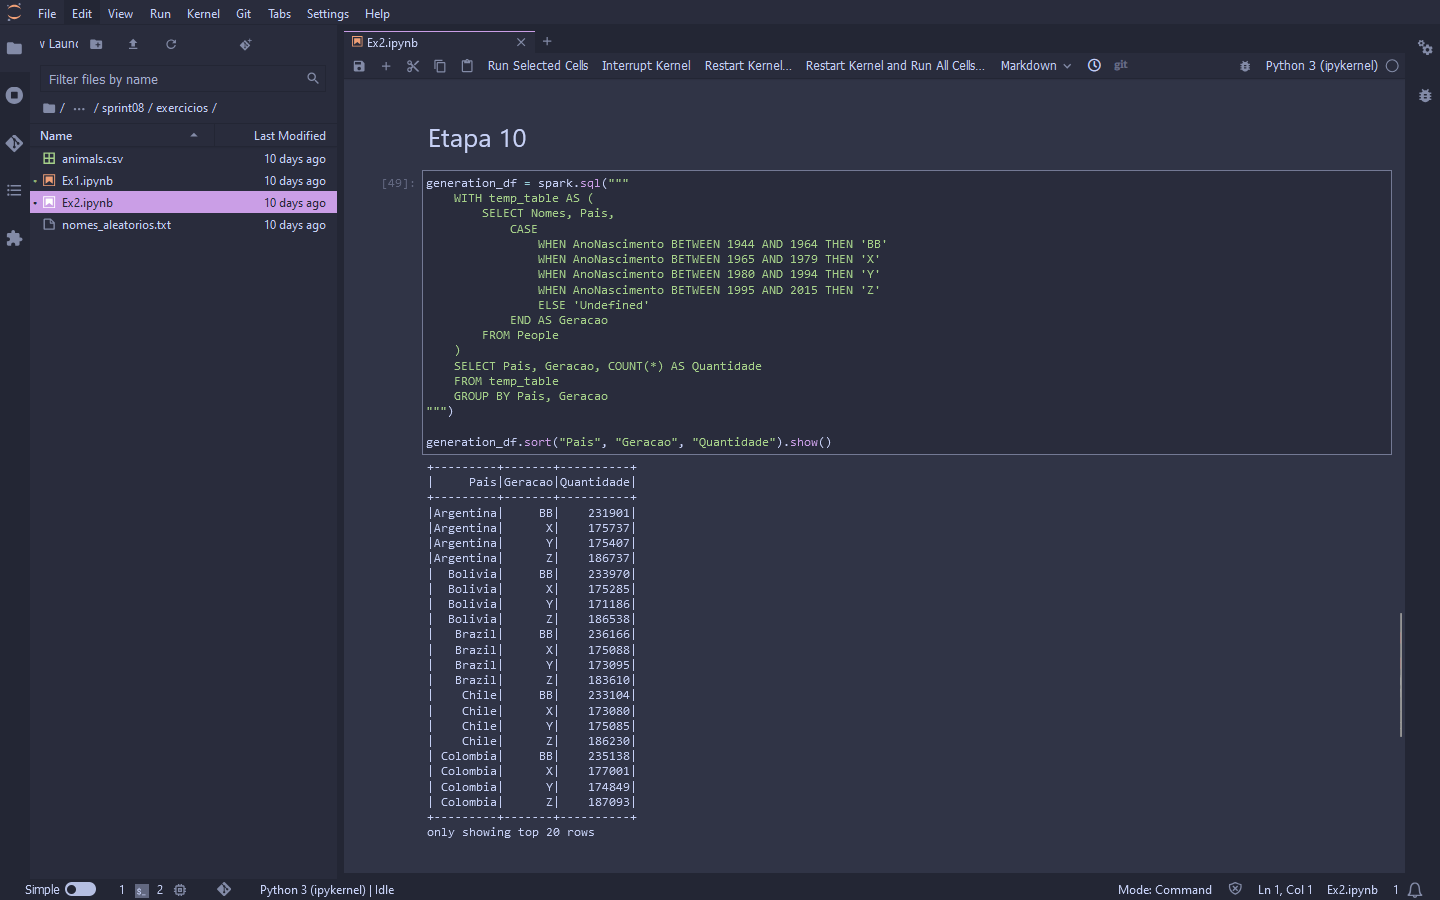 File Edit View Run Kernel Git Tabs Settings Help
Launc
Filter files by name
/ ··· / sprint08 / exercicios /
Name Last Modified
animals.csv 10 days ago
Ex1.ipynb 10 days ago
Ex2.ipynb 10 days ago
nomes_aleatorios.txt 10 days ago
Ex2.ipynb
Run Selected Cells Interrupt Kernel Restart Kernel... Restart Kernel and Run All Cells... Markdown git Python 3 (ipykernel)
Etapa 10
[49]:
generation_df = spark.sql("""
    WITH temp_table AS (
        SELECT Nomes, Pais,
            CASE
                WHEN AnoNascimento BETWEEN 1944 AND 1964 THEN 'BB'
                WHEN AnoNascimento BETWEEN 1965 AND 1979 THEN 'X'
                WHEN AnoNascimento BETWEEN 1980 AND 1994 THEN 'Y'
                WHEN AnoNascimento BETWEEN 1995 AND 2015 THEN 'Z'
                ELSE 'Undefined'
            END AS Geracao
        FROM People
    )
    SELECT Pais, Geracao, COUNT(*) AS Quantidade
    FROM temp_table
    GROUP BY Pais, Geracao
""")
generation_df.sort("Pais", "Geracao", "Quantidade").show()
+---------+-------+----------+
|     Pais|Geracao|Quantidade|
+---------+-------+----------+
|Argentina|     BB|    231901|
|Argentina|      X|    175737|
|Argentina|      Y|    175407|
|Argentina|      Z|    186737|
|  Bolivia|     BB|    233970|
|  Bolivia|      X|    175285|
|  Bolivia|      Y|    171186|
|  Bolivia|      Z|    186538|
|   Brazil|     BB|    236166|
|   Brazil|      X|    175088|
|   Brazil|      Y|    173095|
|   Brazil|      Z|    183610|
|    Chile|     BB|    233104|
|    Chile|      X|    173080|
|    Chile|      Y|    175085|
|    Chile|      Z|    186230|
| Colombia|     BB|    235138|
| Colombia|      X|    177001|
| Colombia|      Y|    174849|
| Colombia|      Z|    187093|
+---------+-------+----------+
only showing top 20 rows
Simple 1 2 Python 3 (ipykernel) | Idle Mode: Command Ln 1, Col 1 Ex2.ipynb 1